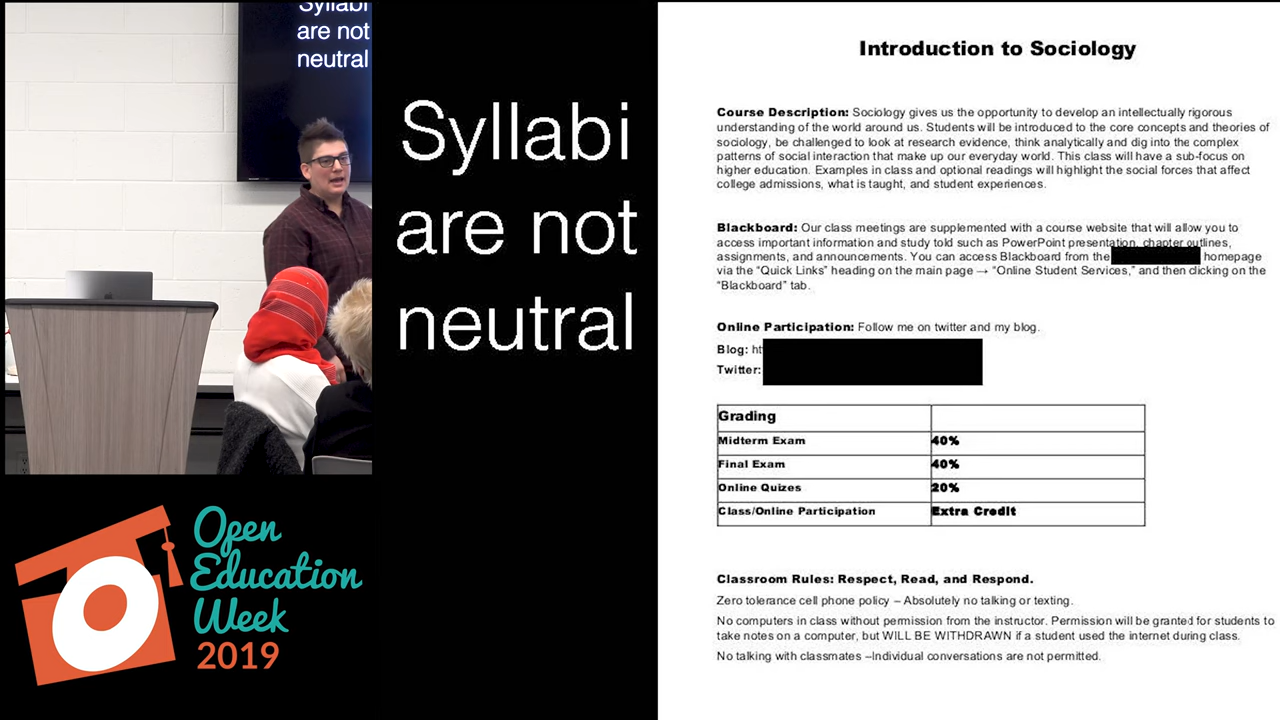 Syllabi
are not
neutral
Syllabi
are not
neutral
Open
Education
Week
2019
Introduction to Sociology
Course Description: Sociology gives us the opportunity to develop an intellectually rigorous
understanding of the world around us. Students will be introduced to the core concepts and theories of
sociology, be challenged to look at research evidence, think analytically and dig into the complex
patterns of social interaction that make up our everyday world. This class will have a sub-focus on
higher education. Examples in class and optional readings will highlight the social forces that affect
college admissions, what is taught, and student experiences.
Blackboard: Our class meetings are supplemented with a course website that will allow you to
access important information and study told such as PowerPoint presentation, chapter outlines,
assignments, and announcements. You can access Blackboard from the homepage
via the “Quick Links” heading on the main page → “Online Student Services,” and then clicking on the
“Blackboard” tab.
Online Participation: Follow me on twitter and my blog.
Blog: ht
Twitter:
Grading
Midterm Exam 40%
Final Exam 40%
Online Quizes 20%
Class/Online Participation Extra Credit
Classroom Rules: Respect, Read, and Respond.
Zero tolerance cell phone policy – Absolutely no talking or texting.
No computers in class without permission from the instructor. Permission will be granted for students to
take notes on a computer, but WILL BE WITHDRAWN if a student used the internet during class.
No talking with classmates –Individual conversations are not permitted.